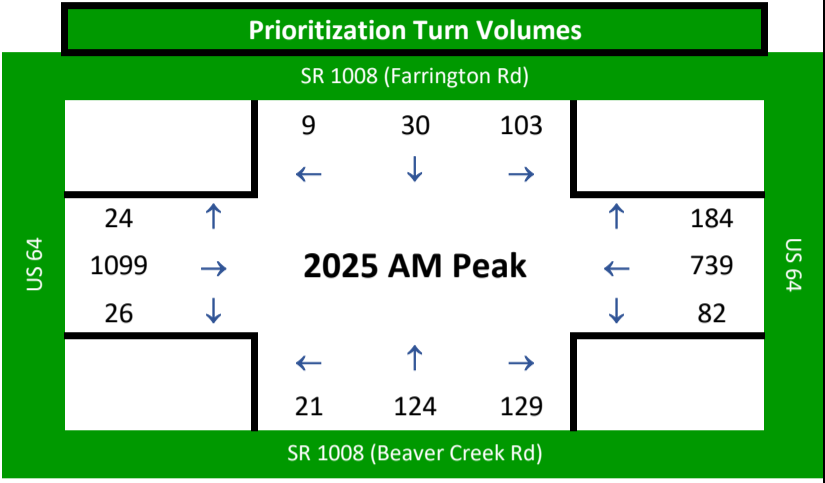 Prioritization Turn Volumes
SR 1008 (Farrington Rd)
9 30 103
← ↓ →
24 ↑ ↑ 184
US 64 1099 → 2025 AM Peak ← 739 US 64
26 ↓ ↓ 82
← ↑ →
21 124 129
SR 1008 (Beaver Creek Rd)